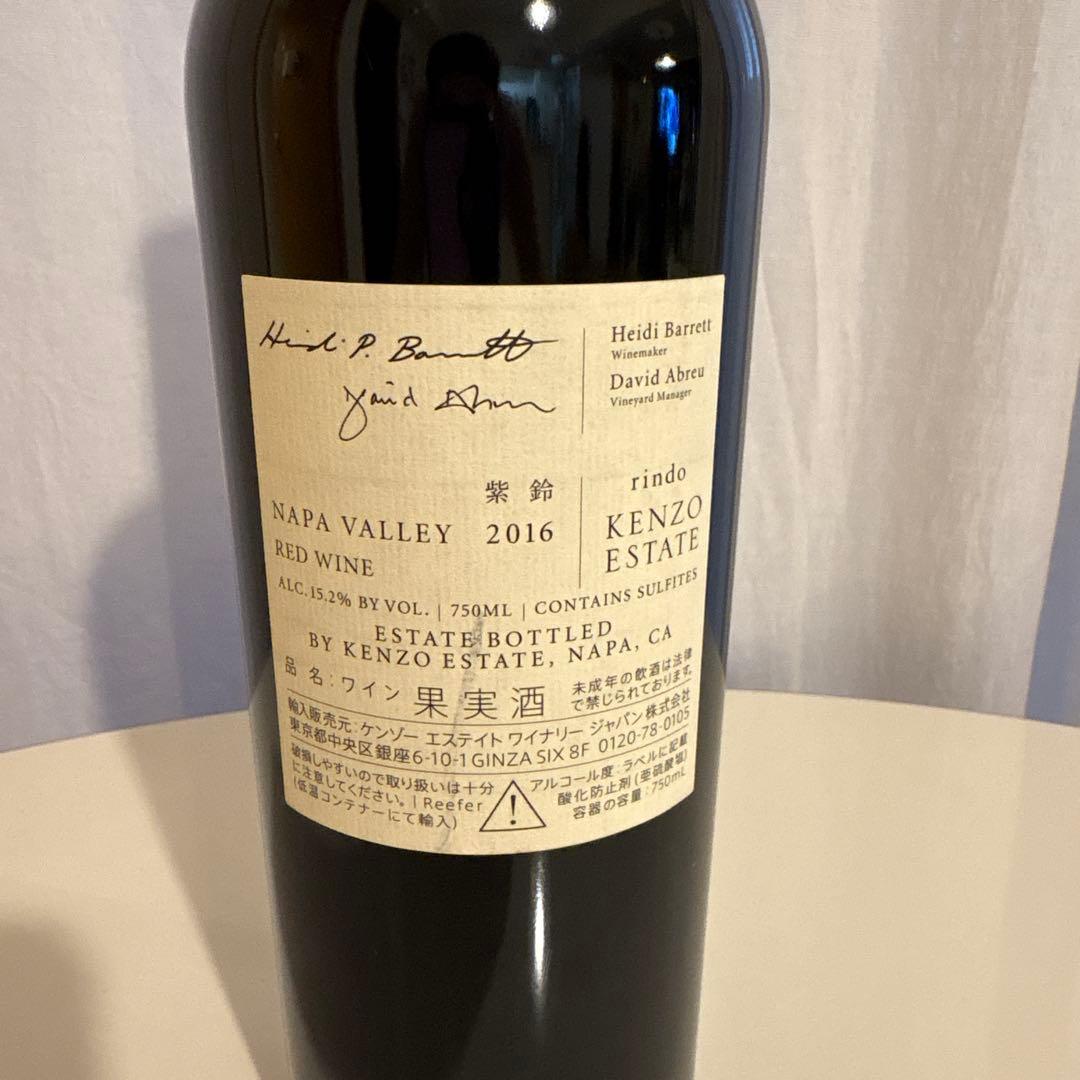 Heidi P. Barrett
David Abreu
Heidi Barrett
Winemaker
David Abreu
Vineyard Manager
紫鈴
NAPA VALLEY 2016
RED WINE
rindo
KENZO
ESTATE
ALC. 15.2% BY VOL. | 750ML | CONTAINS SULFITES
ESTATE BOTTLED
BY KENZO ESTATE, NAPA, CA
品名:ワイン 果実酒
未成年の飲酒は法律
で禁じられております。
輸入販売元:ケンゾー エステイト ワイナリー ジャパン 株式会社
東京都中央区銀座6-10-1 GINZA SIX 8F 0120-78-0105
破損しやすいので取り扱いは十分
に注意してください。| Reefer
(低温コンテナーにて輸入)
アルコール度:ラベルに記載
酸化防止剤(亜硫酸塩)
容器の容量:750mL